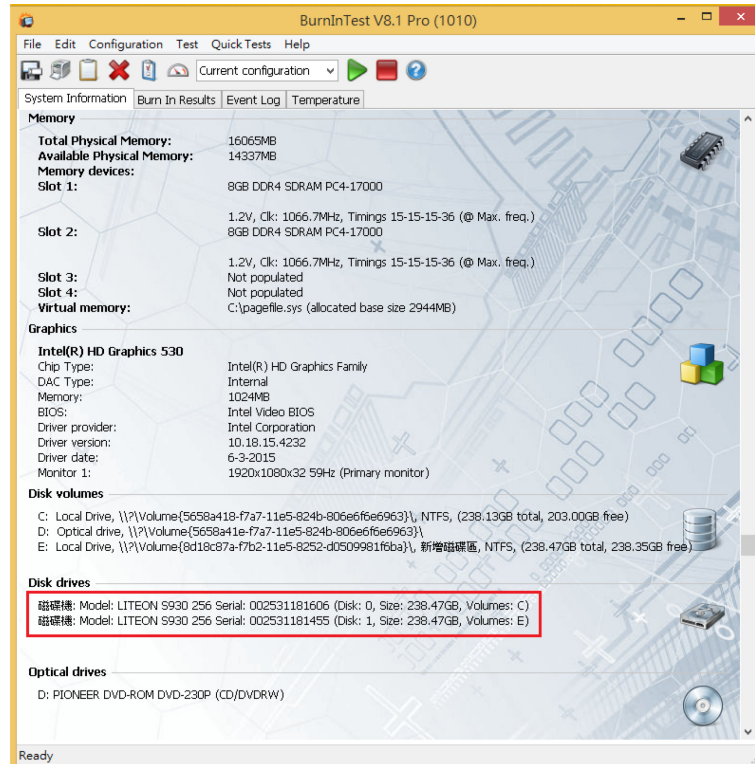 BurnInTest V8.1 Pro (1010)
File Edit Configuration Test Quick Tests Help
Current configuration
System Information Burn In Results Event Log Temperature
Memory
Total Physical Memory: 16065MB
Available Physical Memory: 14337MB
Memory devices:
Slot 1: 8GB DDR4 SDRAM PC4-17000
1.2V, Clk: 1066.7MHz, Timings 15-15-15-36 (@ Max. freq.)
Slot 2: 8GB DDR4 SDRAM PC4-17000
1.2V, Clk: 1066.7MHz, Timings 15-15-15-36 (@ Max. freq.)
Slot 3: Not populated
Slot 4: Not populated
Virtual memory: C:\pagefile.sys (allocated base size 2944MB)
Graphics
Intel(R) HD Graphics 530
Chip Type: Intel(R) HD Graphics Family
DAC Type: Internal
Memory: 1024MB
BIOS: Intel Video BIOS
Driver provider: Intel Corporation
Driver version: 10.18.15.4232
Driver date: 6-3-2015
Monitor 1: 1920x1080x32 59Hz (Primary monitor)
Disk volumes
C: Local Drive, \\?\Volume{5658a418-f7a7-11e5-824b-806e6f6e6963}\, NTFS, (238.13GB total, 203.00GB free)
D: Optical drive, \\?\Volume{5658a41e-f7a7-11e5-824b-806e6f6e6963}\
E: Local Drive, \\?\Volume{8d18c87a-f7b2-11e5-8252-d0509981f6ba}\, 新增磁碟區, NTFS, (238.47GB total, 238.35GB free)
Disk drives
磁碟機: Model: LITEON S930 256 Serial: 002531181606 (Disk: 0, Size: 238.47GB, Volumes: C)
磁碟機: Model: LITEON S930 256 Serial: 002531181455 (Disk: 1, Size: 238.47GB, Volumes: E)
Optical drives
D: PIONEER DVD-ROM DVD-230P (CD/DVDRW)
Ready